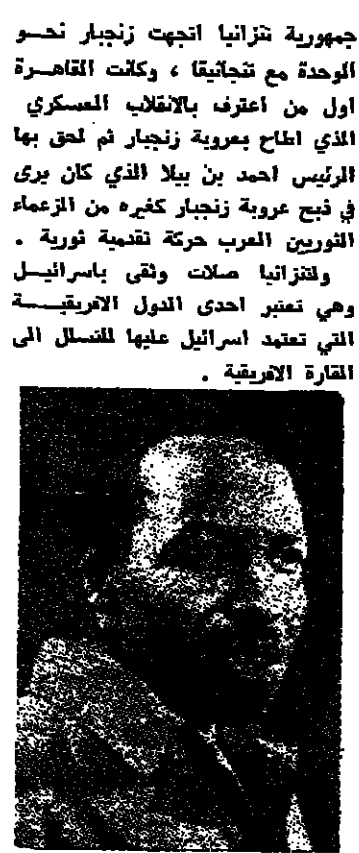 جمهورية تنزانيا اتجهت زنجبار نحو
الوحدة مع تنجانيقا ، وكانت القاهرة
اول من اعترف بالانقلاب العسكري
الذي اطاح بعروبة زنجبار ثم لحق بها
الرئيس احمد بن بيلا الذي كان يرى
في ذبح عروبة زنجبار كغيره من الزعماء
الثوريين العرب حركة تقدمية ثورية .
ولتنزانيا صلات وثقى باسرائيل
وهي تعتبر احدى الدول الافريقية
التي تعتمد اسرائيل عليها للتسلل الى
القارة الافريقية .